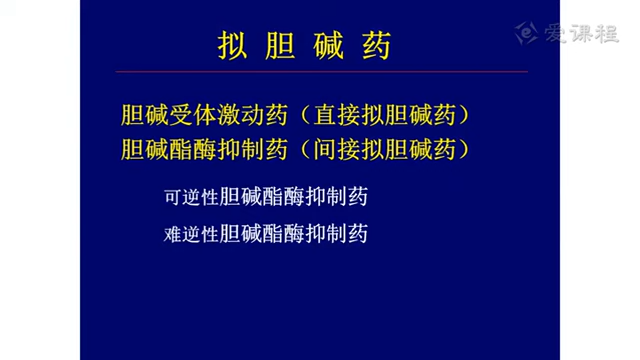 爱课程
拟胆碱药
胆碱受体激动药（直接拟胆碱药）
胆碱酯酶抑制药（间接拟胆碱药）
可逆性胆碱酯酶抑制药
难逆性胆碱酯酶抑制药